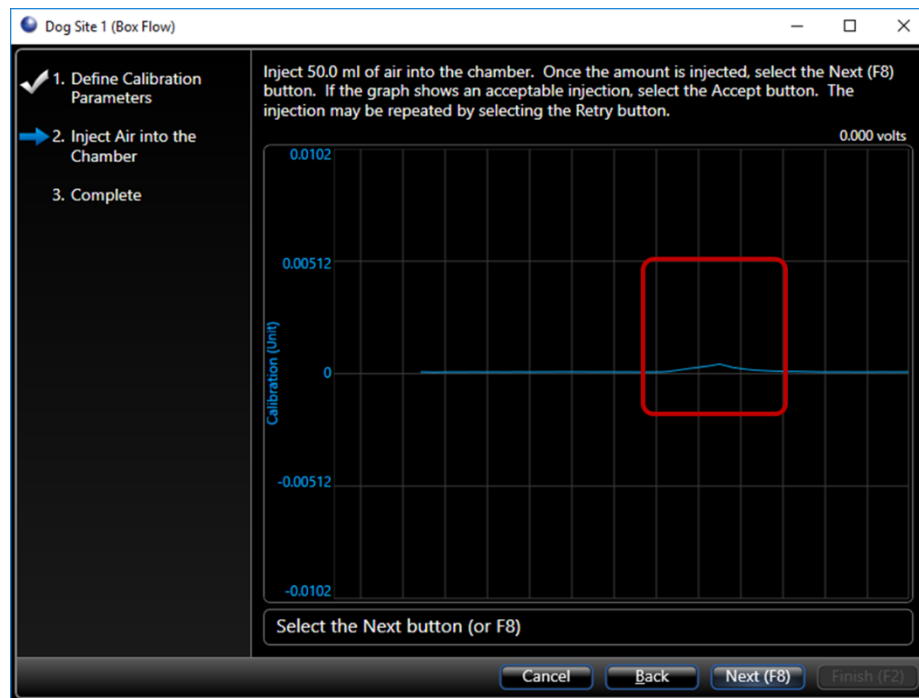 Dog Site 1 (Box Flow)
1. Define Calibration
Parameters
2. Inject Air into the
Chamber
3. Complete
Inject 50.0 ml of air into the chamber. Once the amount is injected, select the Next (F8)
button. If the graph shows an acceptable injection, select the Accept button. The
injection may be repeated by selecting the Retry button.
0.000 volts
0.0102
0.00512
Calibration (Unit)
0
-0.00512
-0.0102
Select the Next button (or F8)
Cancel
Back
Next (F8)
Finish (F2)